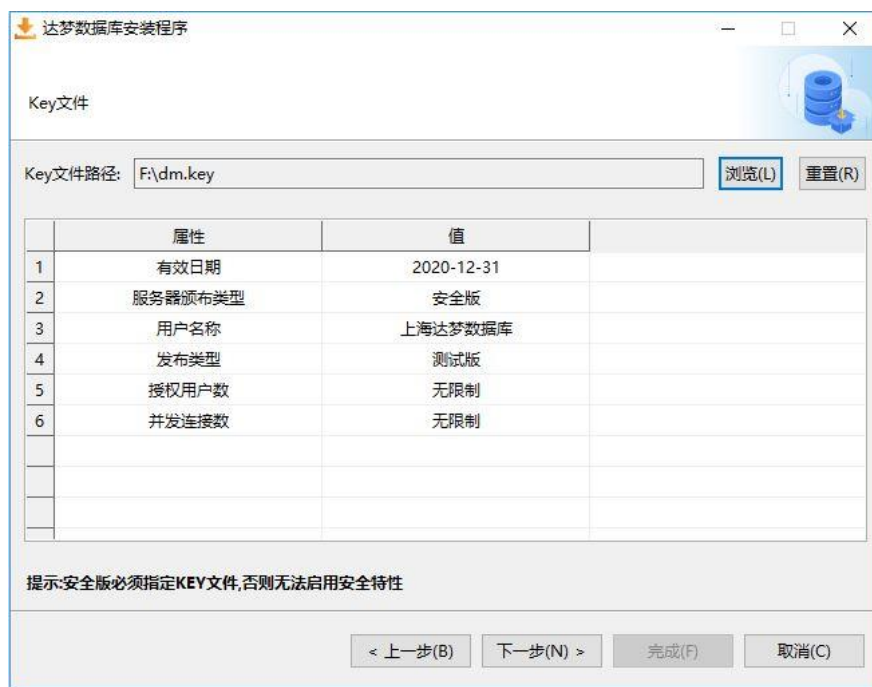 达梦数据库安装程序
Key文件
Key文件路径: F:\dm.key 浏览(L) 重置(R)
属性 值
1 有效日期 2020-12-31
2 服务器颁布类型 安全版
3 用户名称 上海达梦数据库
4 发布类型 测试版
5 授权用户数 无限制
6 并发连接数 无限制
提示:安全版必须指定KEY文件,否则无法启用安全特性
< 上一步(B) 下一步(N) > 完成(F) 取消(C)